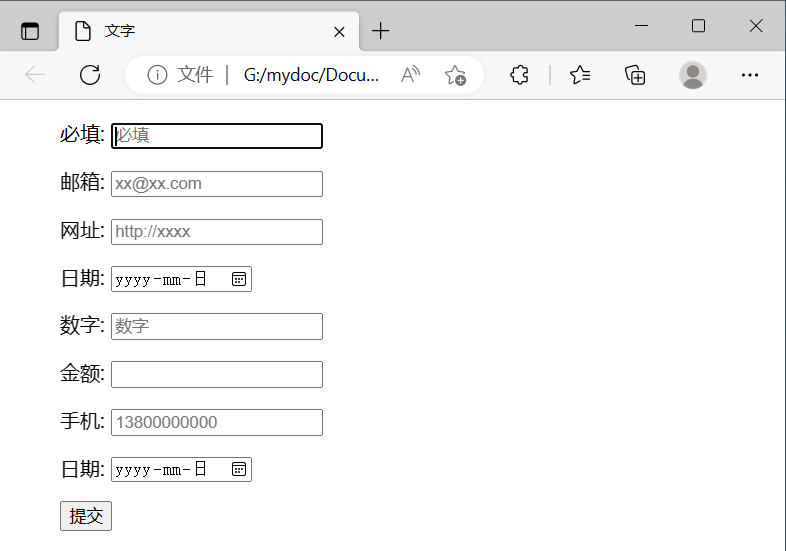 文字
文件 G:/mydoc/Docu...
必填: 必填
邮箱: xx@xx.com
网址: http://xxxx
日期: yyyy-mm-日
数字: 数字
金额:
手机: 13800000000
日期: yyyy-mm-日
提交